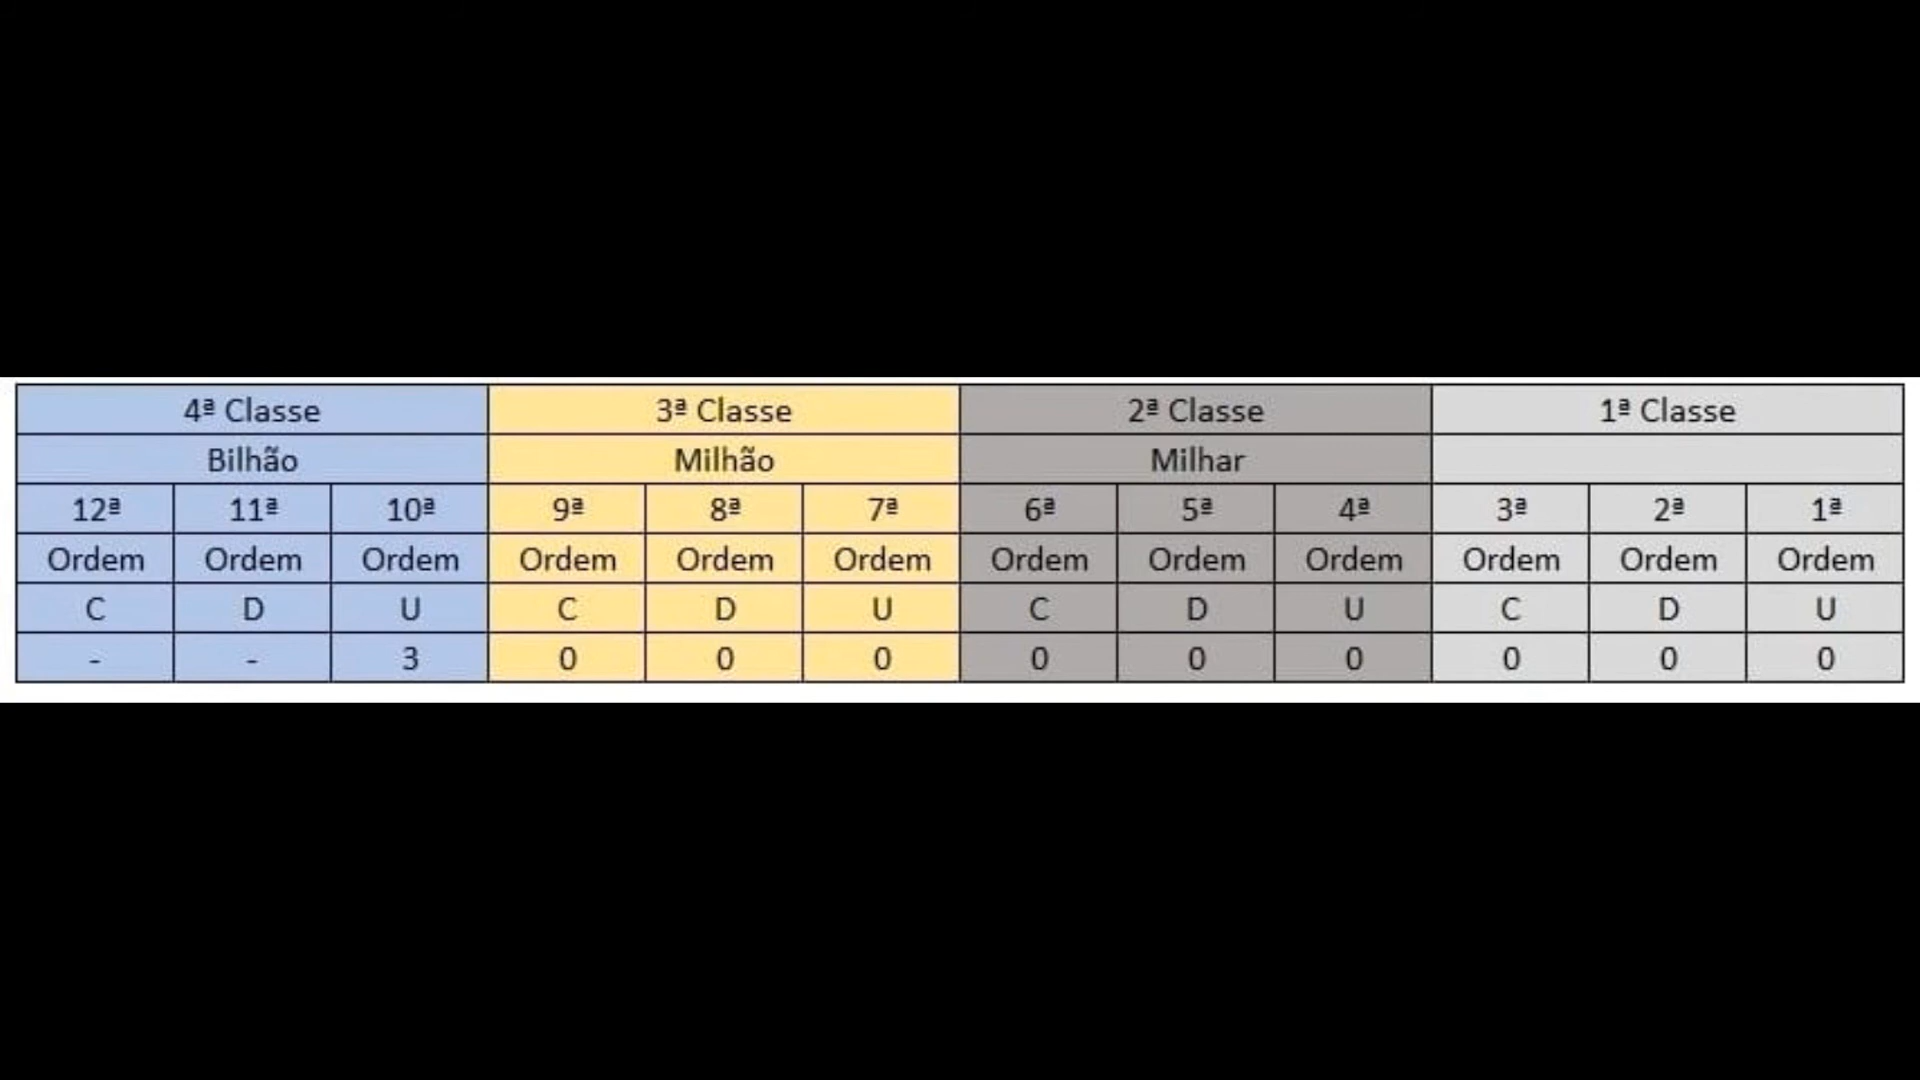 4ª Classe 3ª Classe 2ª Classe 1ª Classe
Bilhão Milhão Milhar
12ª 11ª 10ª 9ª 8ª 7ª 6ª 5ª 4ª 3ª 2ª 1ª
Ordem Ordem Ordem Ordem Ordem Ordem Ordem Ordem Ordem Ordem Ordem Ordem
C D U C D U C D U C D U
- - 3 0 0 0 0 0 0 0 0 0